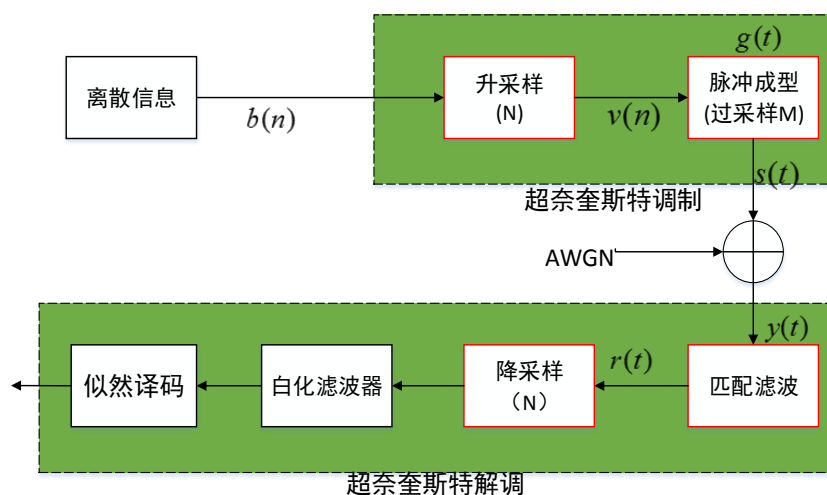 g(t)
离散信息
升采样
(N)
脉冲成型
(过采样M)
b(n)
v(n)
s(t)
超奈奎斯特调制
AWGN
y(t)
r(t)
似然译码
白化滤波器
降采样
（N）
匹配滤波
超奈奎斯特解调